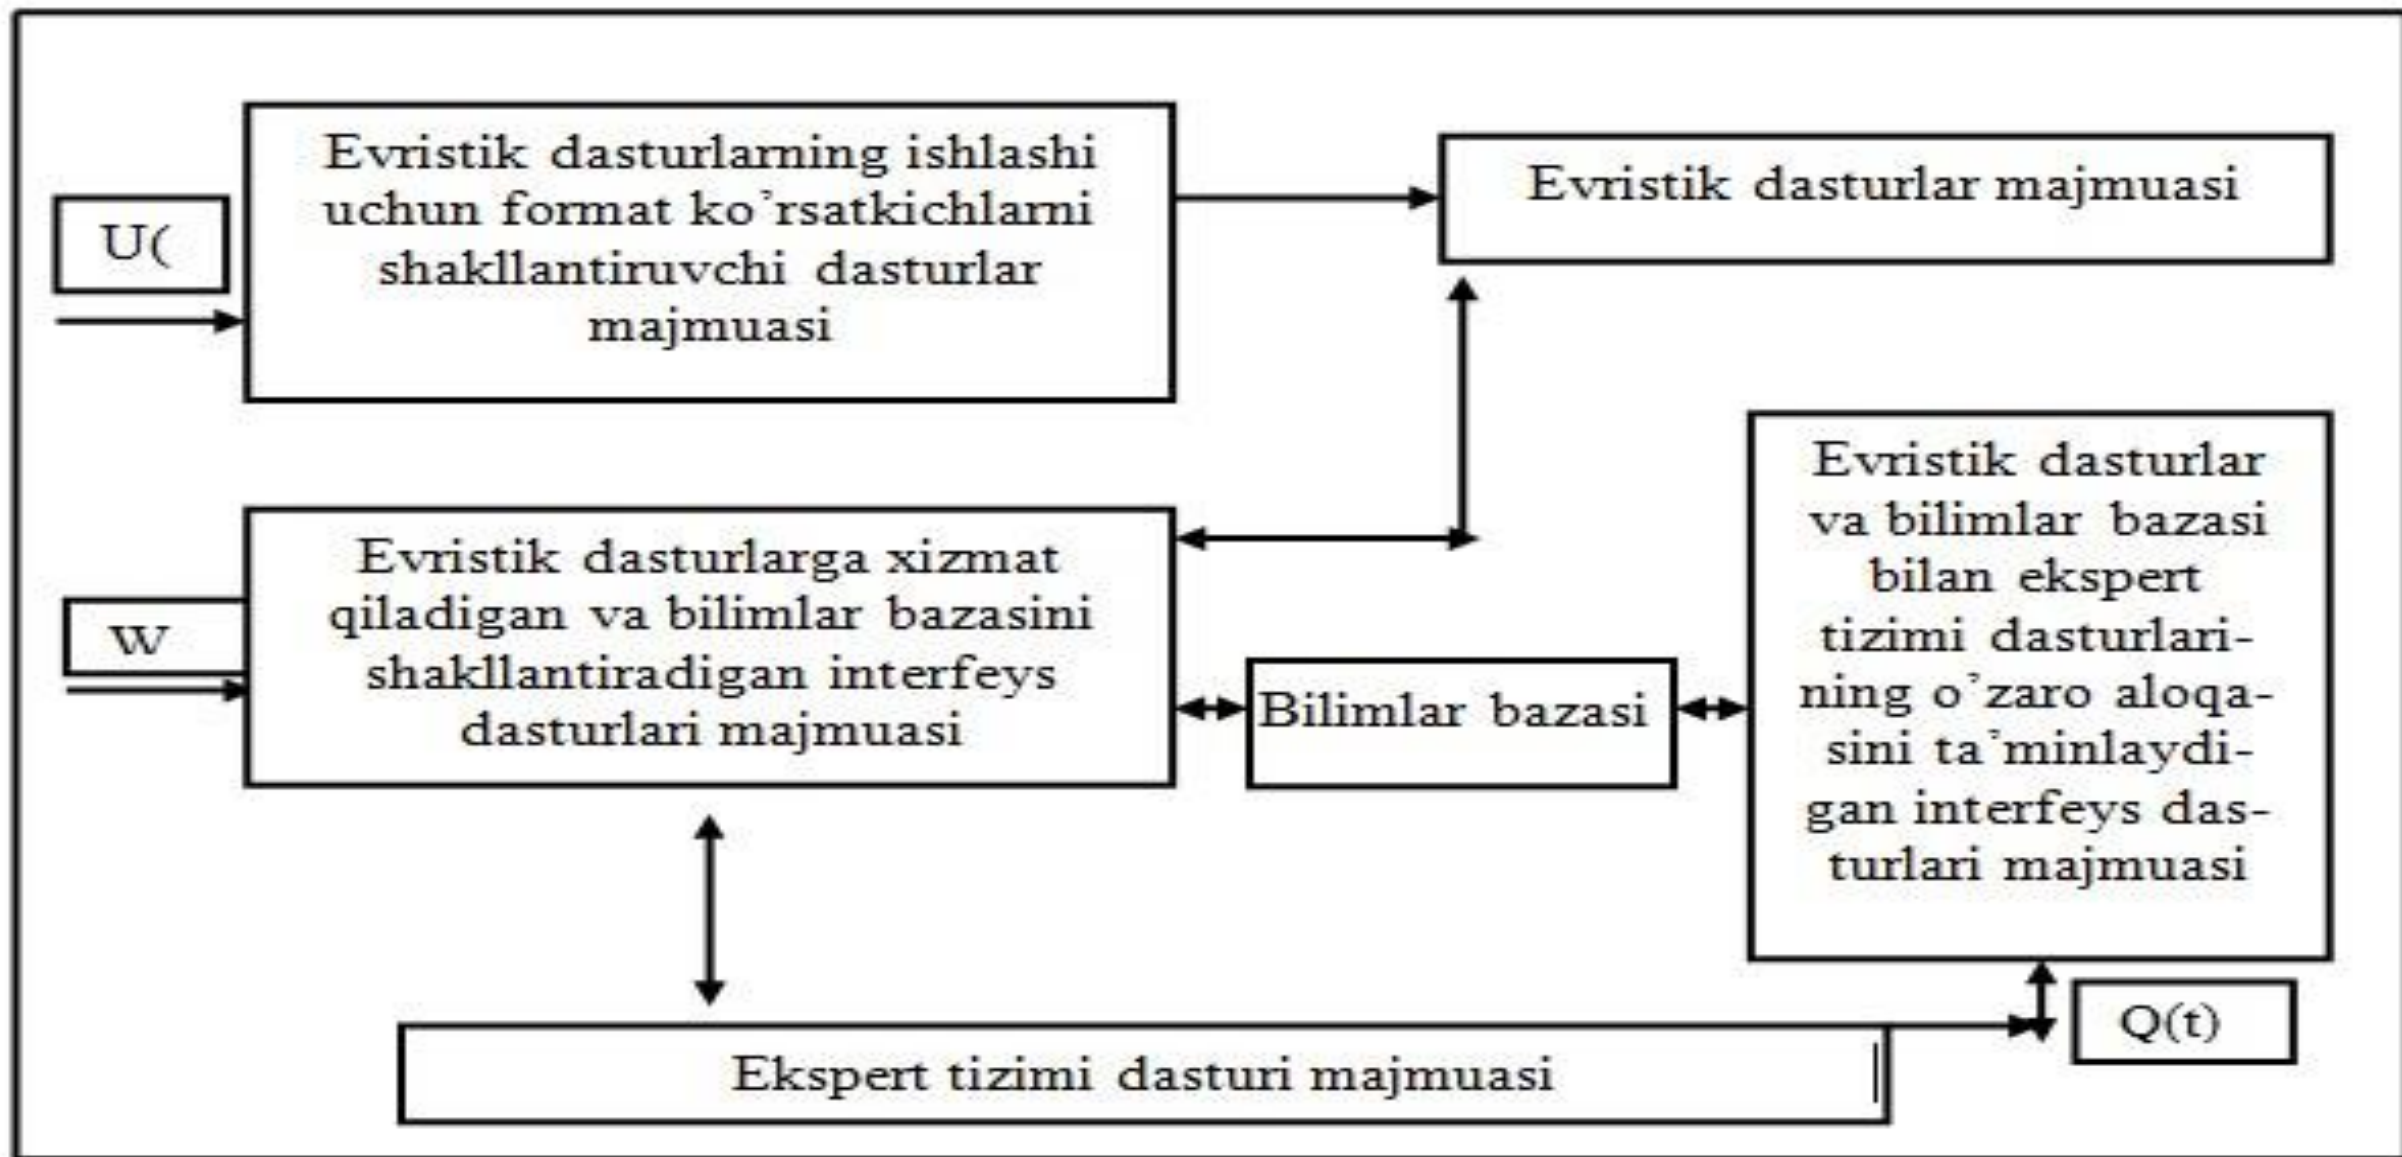 Evristik dasturlarning ishlashi
uchun format ko’rsatkichlarni
shakllantiruvchi dasturlar
majmuasi
Evristik dasturlar majmuasi
U(
Evristik dasturlarga xizmat
qiladigan va bilimlar bazasini
shakllantiradigan interfeys
dasturlari majmuasi
W
Bilimlar bazasi
Evristik dasturlar
va bilimlar bazasi
bilan ekspert
tizimi dasturlari-
ning o’zaro aloqa-
sini ta’minlaydi-
gan interfeys das-
turlari majmuasi
Q(t)
Ekspert tizimi dasturi majmuasi